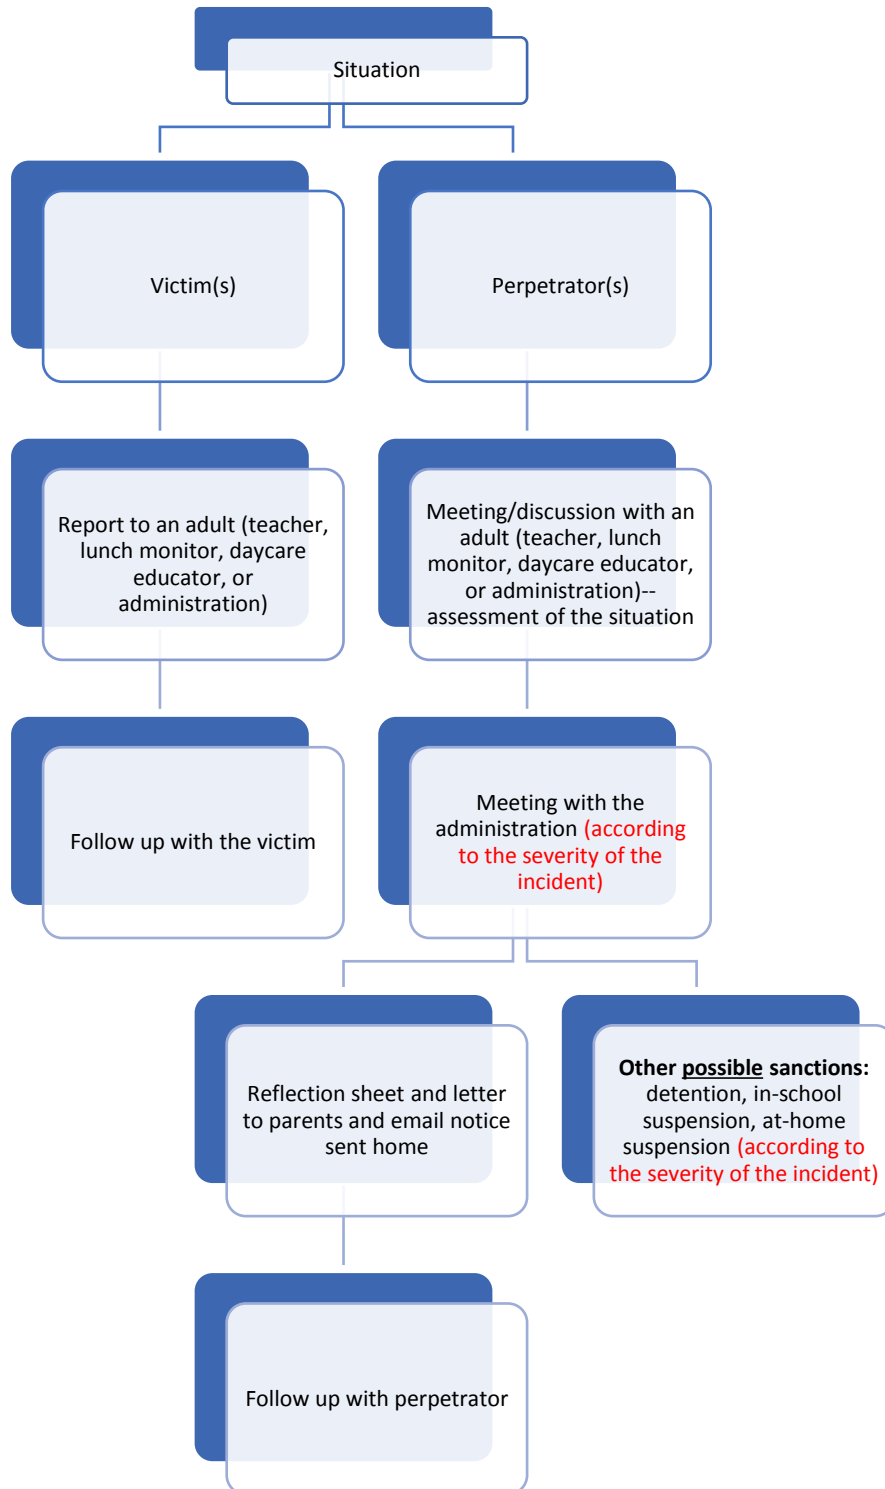 Situation
Victim(s)
Perpetrator(s)
Report to an adult (teacher,
lunch monitor, daycare
educator, or
administration)
Meeting/discussion with an
adult (teacher, lunch
monitor, daycare educator,
or administration)--
assessment of the situation
Follow up with the victim
Meeting with the
administration (according
to the severity of the
incident)
Reflection sheet and letter
to parents and email notice
sent home
Other possible sanctions:
detention, in-school
suspension, at-home
suspension (according to
the severity of the incident)
Follow up with perpetrator